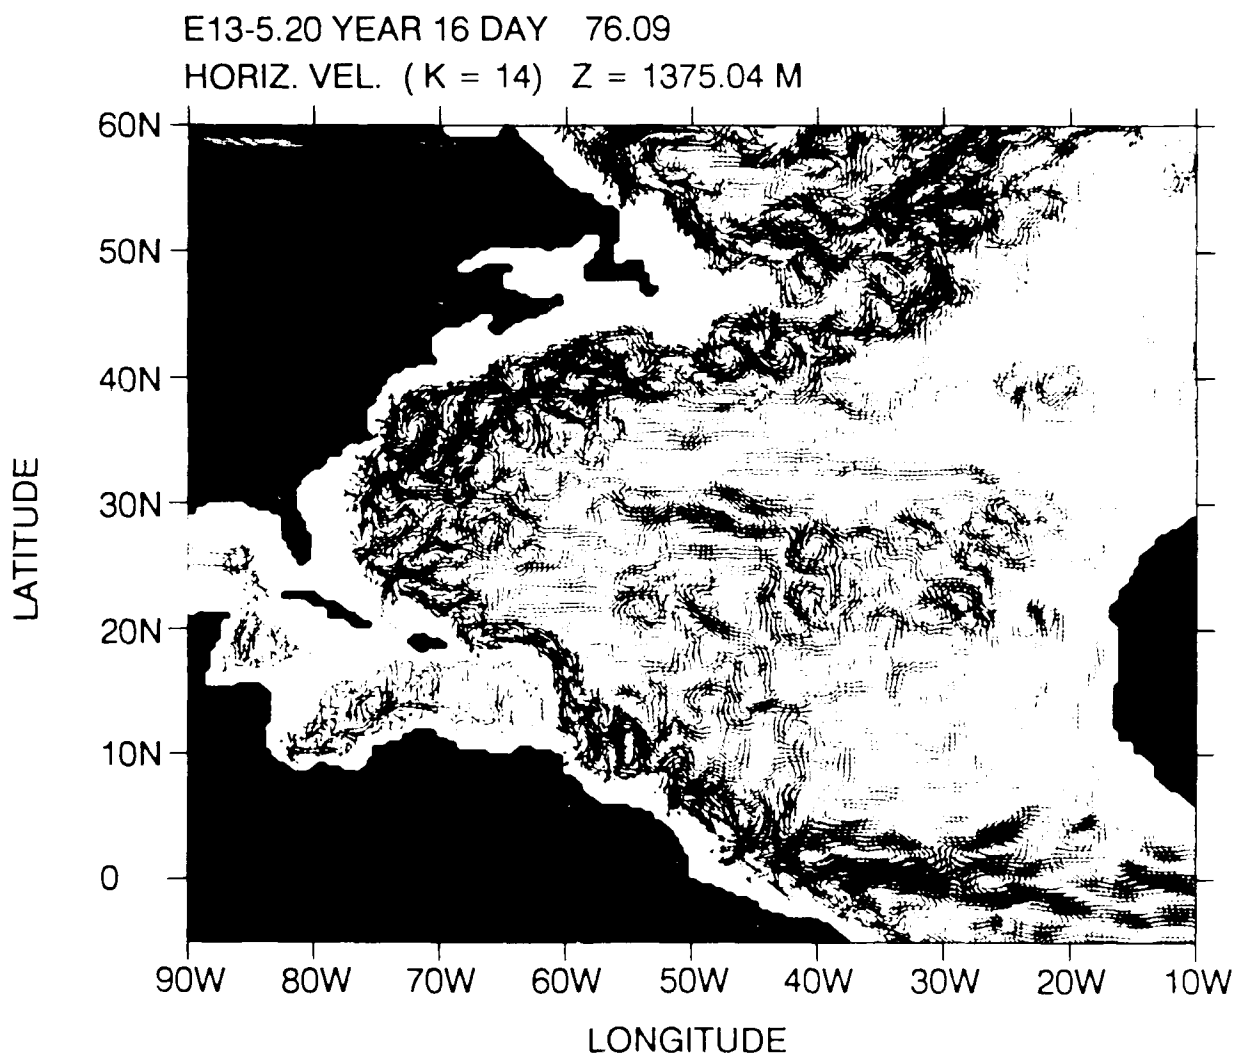 E13-5.20 YEAR 16 DAY 76.09
HORIZ. VEL. ( K = 14) Z = 1375.04 M
60N
50N
40N
30N
20N
10N
0
LATITUDE
90W 80W 70W 60W 50W 40W 30W 20W 10W
LONGITUDE